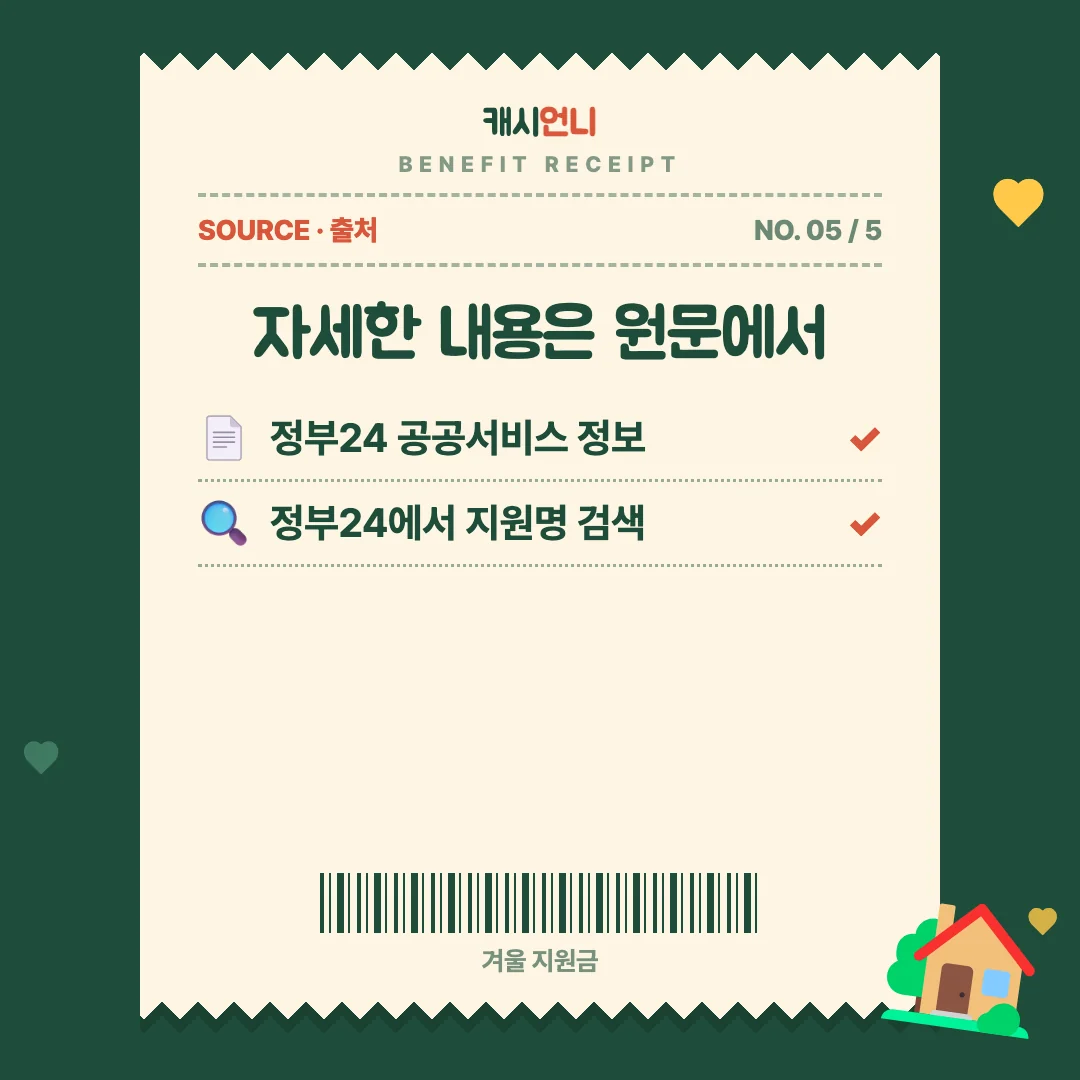 캐시언니
BENEFIT RECEIPT
SOURCE · 출처 NO. 05 / 5
자세한 내용은 원문에서
정부24 공공서비스 정보
정부24에서 지원명 검색
겨울 지원금